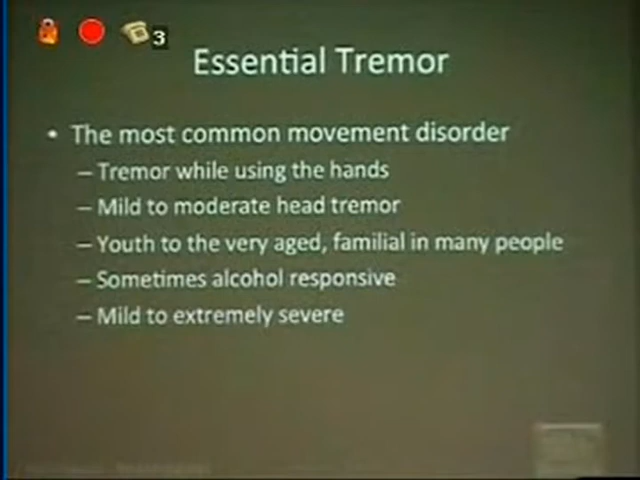 3
Essential Tremor
• The most common movement disorder
– Tremor while using the hands
– Mild to moderate head tremor
– Youth to the very aged, familial in many people
– Sometimes alcohol responsive
– Mild to extremely severe